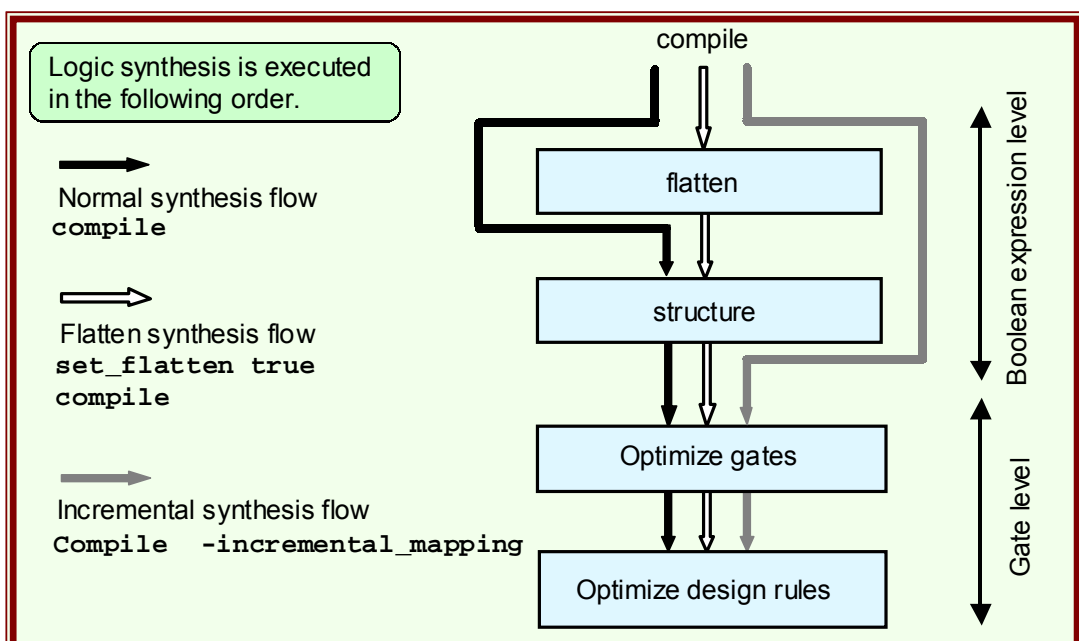 compile
Logic synthesis is executed
in the following order.
Normal synthesis flow
compile
Flatten synthesis flow
set_flatten true
compile
Incremental synthesis flow
Compile -incremental_mapping
flatten
structure
Optimize gates
Optimize design rules
Boolean expression level
Gate level